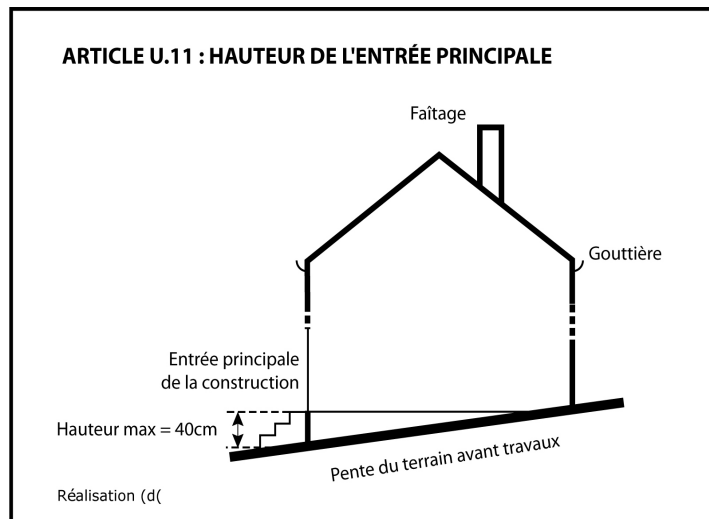 ARTICLE U.11 : HAUTEUR DE L'ENTRÉE PRINCIPALE
Faîtage
Gouttière
Entrée principale
de la construction
Hauteur max = 40cm
Pente du terrain avant travaux
Réalisation (d(